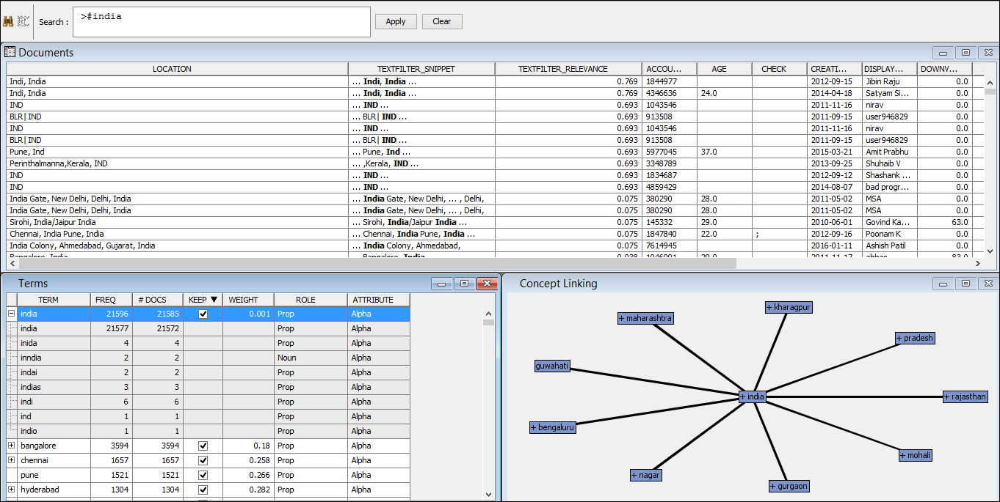 Search : >#india Apply Clear
Documents
LOCATION TEXTFILTER_SNIPPET TEXTFILTER_RELEVANCE ACCOU... AGE CHECK CREATI... DISPLAY... DOWNV...
Indi, India ... Indi, India ... 0.769 1844977 2012-09-15 Jibin Raju 0.0
Indi, India ... Indi, India ... 0.769 4346636 24.0 2014-04-18 Satyam Si... 0.0
IND ... IND ... 0.693 1043546 2011-11-16 nirav 0.0
BLR| IND ... BLR| IND ... 0.693 913508 2011-09-15 user946829 0.0
IND ... IND ... 0.693 1043546 2011-11-16 nirav 0.0
BLR| IND ... BLR| IND ... 0.693 913508 2011-09-15 user946829 0.0
Pune, Ind ... Pune, Ind ... 0.693 5977045 37.0 2015-03-21 Amit Prabhu 0.0
Perinthalmanna,Kerala, IND ... ,Kerala, IND ... 0.693 3348789 2013-09-25 Shuhaib V 0.0
IND ... IND ... 0.693 1834687 2012-09-12 Shashank ... 0.0
IND ... IND ... 0.693 4859429 2014-08-07 bad progr... 0.0
India Gate, New Delhi, Delhi, India ... India Gate, New Delhi, ... , Delhi, 0.075 380290 28.0 2011-05-02 MSA 0.0
India Gate, New Delhi, Delhi, India ... India Gate, New Delhi, ... , Delhi, 0.075 380290 28.0 2011-05-02 MSA 0.0
Sirohi, India/Jaipur India ... Sirohi, India/Jaipur India ... 0.075 145332 29.0 2010-06-01 Govind Ka... 63.0
Chennai, India Pune, India ... Chennai, India Pune, India ... 0.075 1847840 22.0 ; 2012-09-16 Poonam K 0.0
India Colony, Ahmedabad, Gujarat, India ... India Colony, Ahmedabad, 0.075 7614945 2016-01-11 Ashish Patil 0.0
Bangalore, India ... Bangalore, India
Terms
TERM FREQ # DOCS KEEP ▼ WEIGHT ROLE ATTRIBUTE
india 21596 21585 0.001 Prop Alpha
india 21577 21572 Prop Alpha
inida 4 4 Prop Alpha
inndia 2 2 Noun Alpha
indai 2 2 Prop Alpha
indias 3 3 Prop Alpha
indi 6 6 Prop Alpha
ind 1 1 Prop Alpha
indio 1 1 Prop Alpha
bangalore 3594 3594 0.18 Prop Alpha
chennai 1657 1657 0.258 Prop Alpha
pune 1521 1521 0.266 Prop Alpha
hyderabad 1304 1304 0.282 Prop Alpha
Concept Linking
+ kharagpur
+ maharashtra
+ pradesh
guwahati
+ india
+ rajasthan
+ bengaluru
+ mohali
+ nagar
+ gurgaon